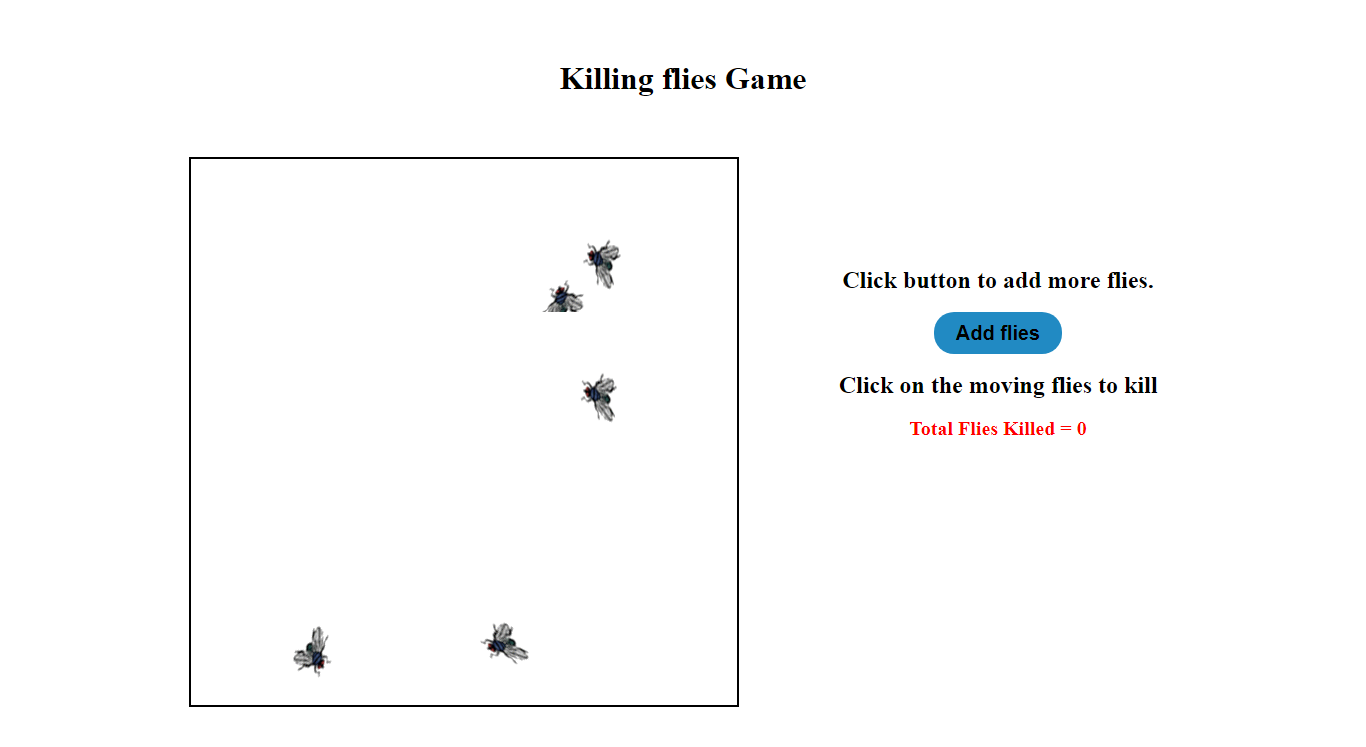 Killing flies Game
Click button to add more flies.
Add flies
Click on the moving flies to kill
Total Flies Killed = 0